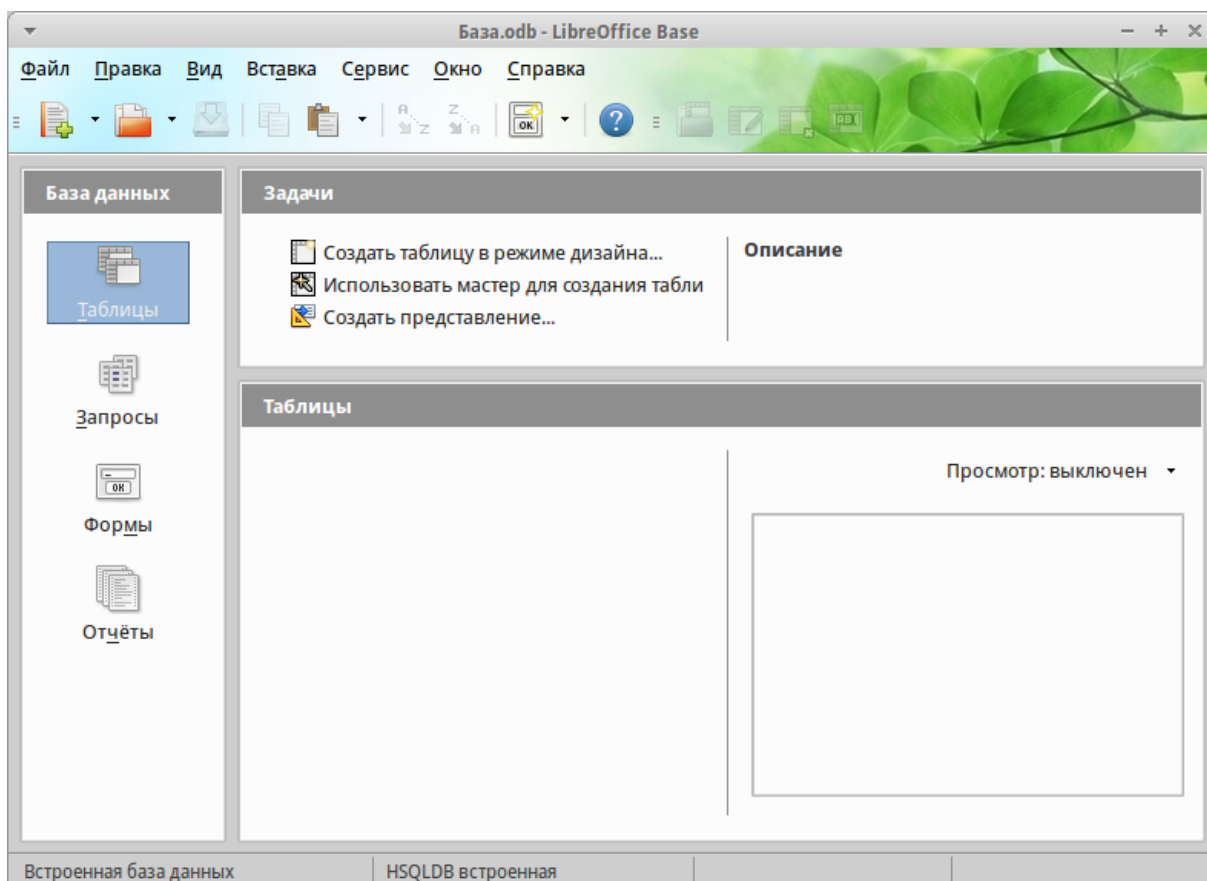 База.odb - LibreOffice Base
Файл Правка Вид Вставка Сервис Окно Справка
База данных
Таблицы
Запросы
Формы
Отчёты
Задачи
Создать таблицу в режиме дизайна...
Использовать мастер для создания табли
Создать представление...
Описание
Таблицы
Просмотр: выключен
Встроенная база данных
HSQLDB встроенная